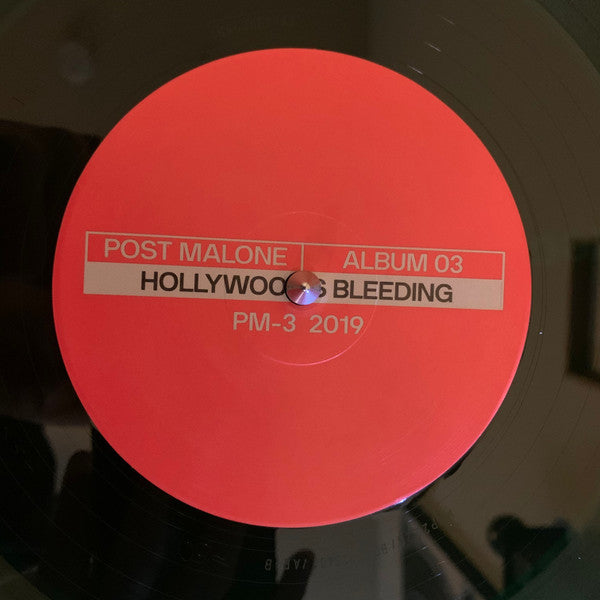 POST MALONE ALBUM 03
HOLLYWOO S BLEEDING
PM-3 2019